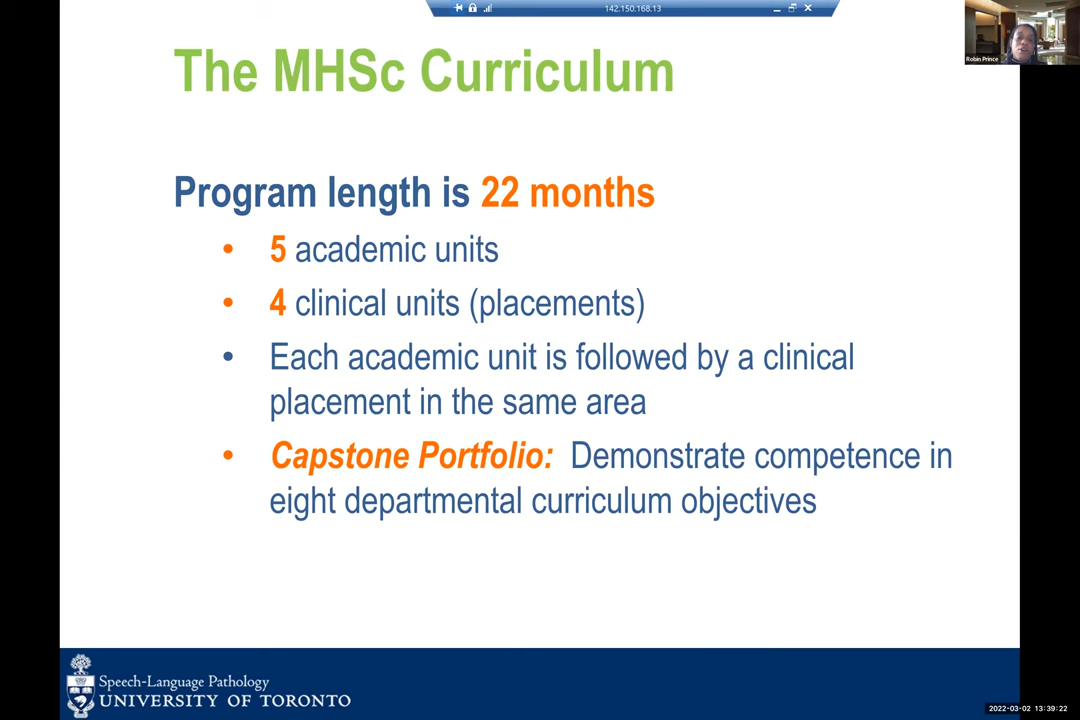 142.150.168.13
Robin Prince
The MHSc Curriculum
Program length is 22 months
• 5 academic units
• 4 clinical units (placements)
• Each academic unit is followed by a clinical
placement in the same area
• Capstone Portfolio: Demonstrate competence in
eight departmental curriculum objectives
Speech-Language Pathology
UNIVERSITY OF TORONTO
2022-03-02 13:39:22